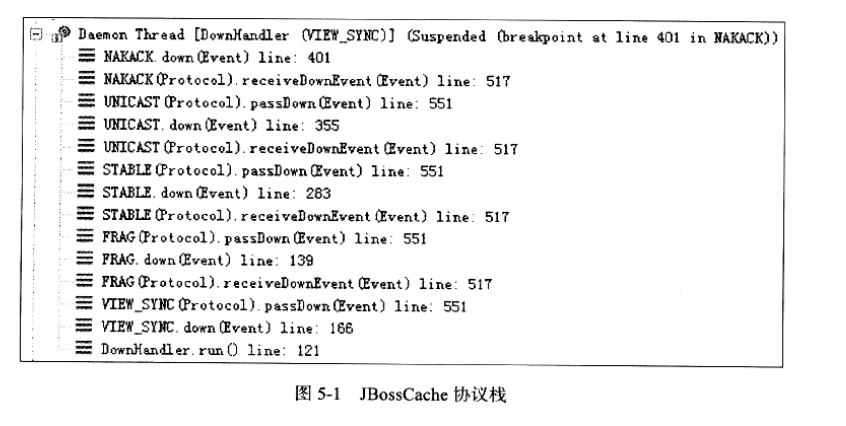 Daemon Thread [DownHandler (VIEW_SYNC)] (Suspended (breakpoint at line 401 in NAKACK))
NAKACK.down(Event) line: 401
NAKACK(Protocol).receiveDownEvent(Event) line: 517
UNICAST(Protocol).passDown(Event) line: 551
UNICAST.down(Event) line: 355
UNICAST(Protocol).receiveDownEvent(Event) line: 517
STABLE(Protocol).passDown(Event) line: 551
STABLE.down(Event) line: 283
STABLE(Protocol).receiveDownEvent(Event) line: 517
FRAG(Protocol).passDown(Event) line: 551
FRAG.down(Event) line: 139
FRAG(Protocol).receiveDownEvent(Event) line: 517
VIEW_SYNC(Protocol).passDown(Event) line: 551
VIEW_SYNC.down(Event) line: 166
DownHandler.run() line: 121
图 5-1 JBossCache 协议栈